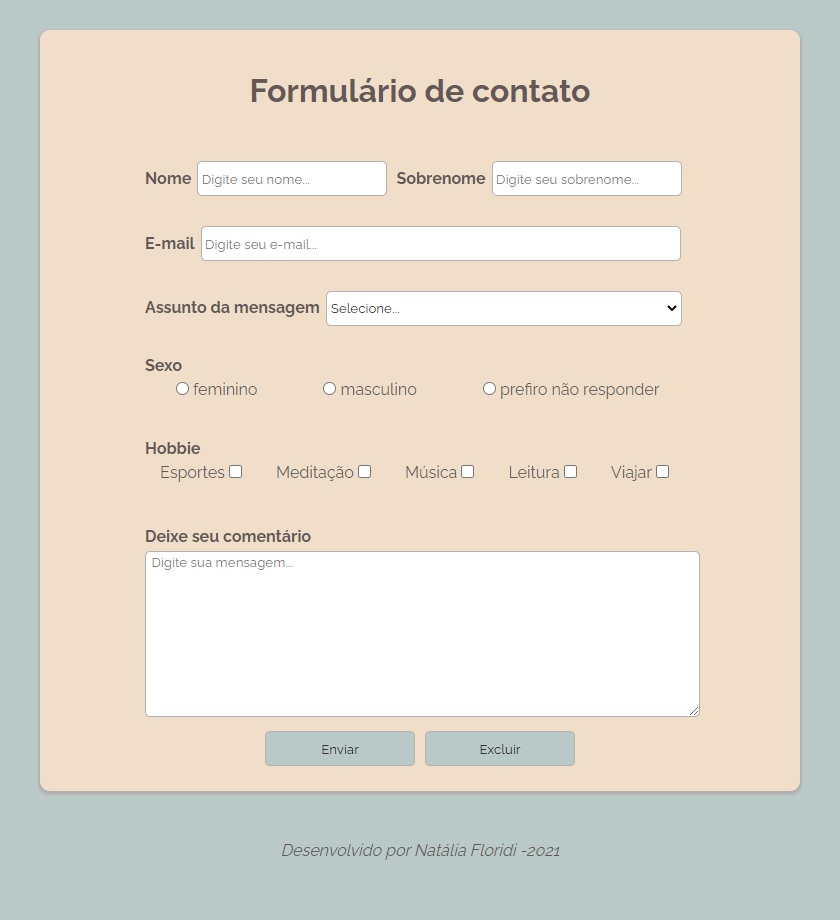 Formulário de contato
Nome Digite seu nome... Sobrenome Digite seu sobrenome...
E-mail Digite seu e-mail...
Assunto da mensagem Selecione...
Sexo
feminino masculino prefiro não responder
Hobbie
Esportes Meditação Música Leitura Viajar
Deixe seu comentário
Digite sua mensagem...
Enviar Excluir
Desenvolvido por Natália Floridi -2021